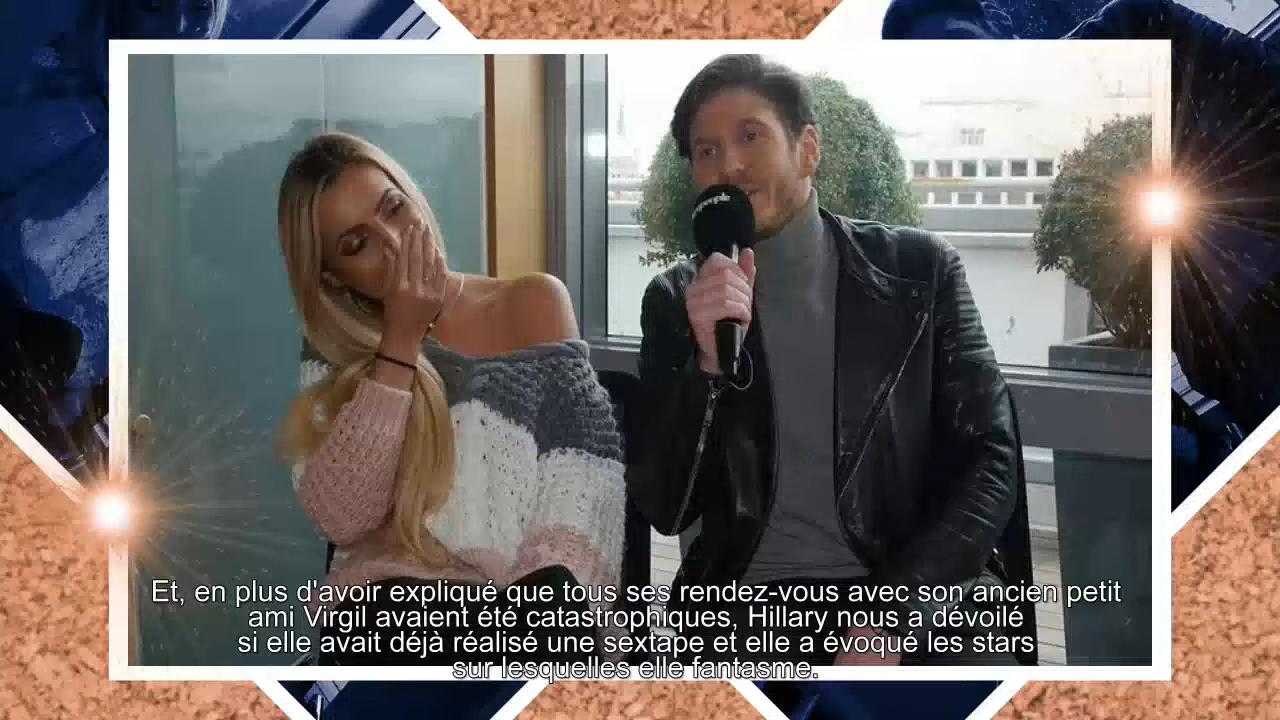 Et, en plus d'avoir expliqué que tous ses rendez-vous avec son ancien petit
ami Virgil avaient été catastrophiques, Hillary nous a dévoilé
si elle avait déjà réalisé une sextape et elle a évoqué les stars
sur lesquelles elle fantasme.